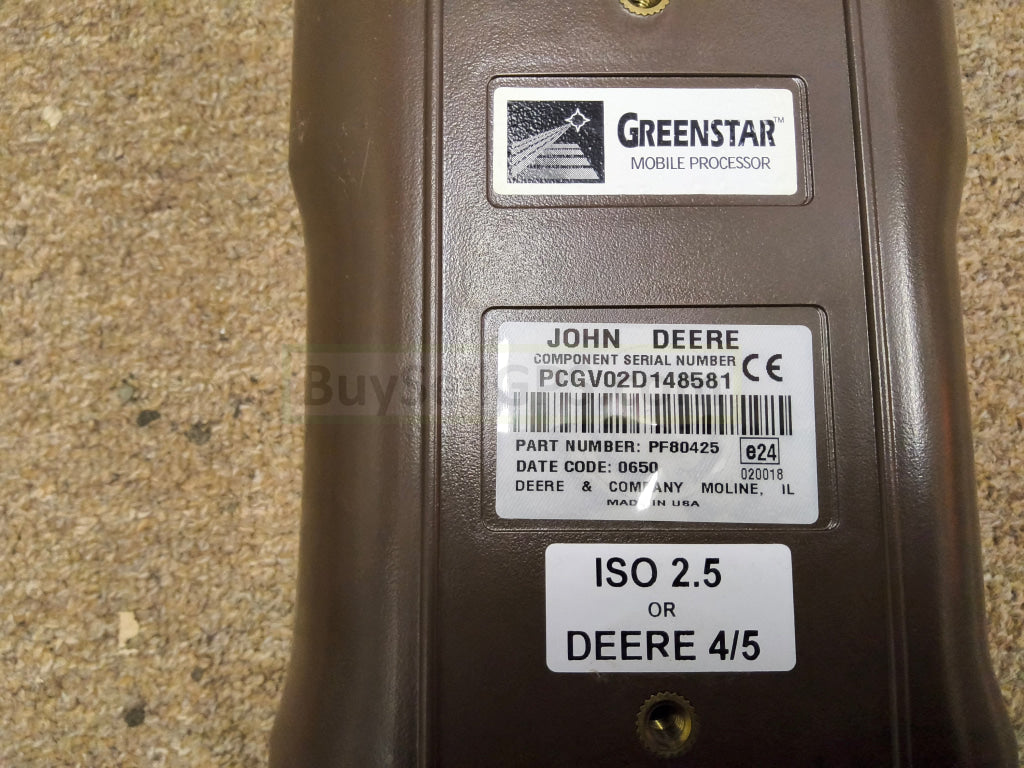 GREENSTAR™
MOBILE PROCESSOR
JOHN DEERE
COMPONENT SERIAL NUMBER
PCGV02D148581
CE
PART NUMBER: PF80425
e24
DATE CODE: 0650
020018
DEERE & COMPANY MOLINE, IL
MADE IN USA
ISO 2.5
OR
DEERE 4/5